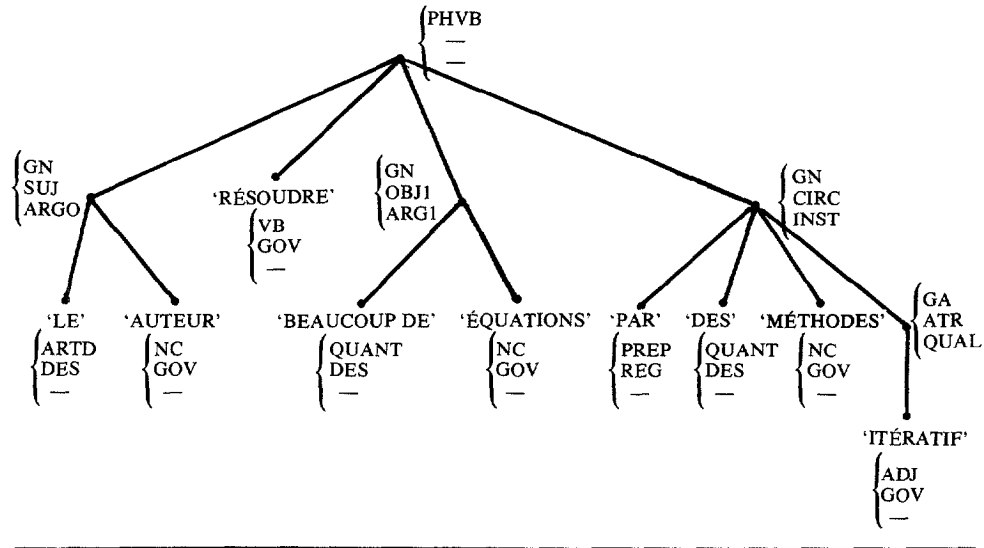 PHVB
—
—
GN
SUJ
ARGO
'RÉSOUDRE'
VB
GOV
—
GN
OBJ1
ARG1
GN
CIRC
INST
'LE'
ARTD
DES
—
'AUTEUR'
NC
GOV
—
'BEAUCOUP DE'
QUANT
DES
—
'ÉQUATIONS'
NC
GOV
—
'PAR'
PREP
REG
—
'DES'
QUANT
DES
—
'MÉTHODES'
NC
GOV
—
GA
ATR
QUAL
'ITÉRATIF'
ADJ
GOV
—